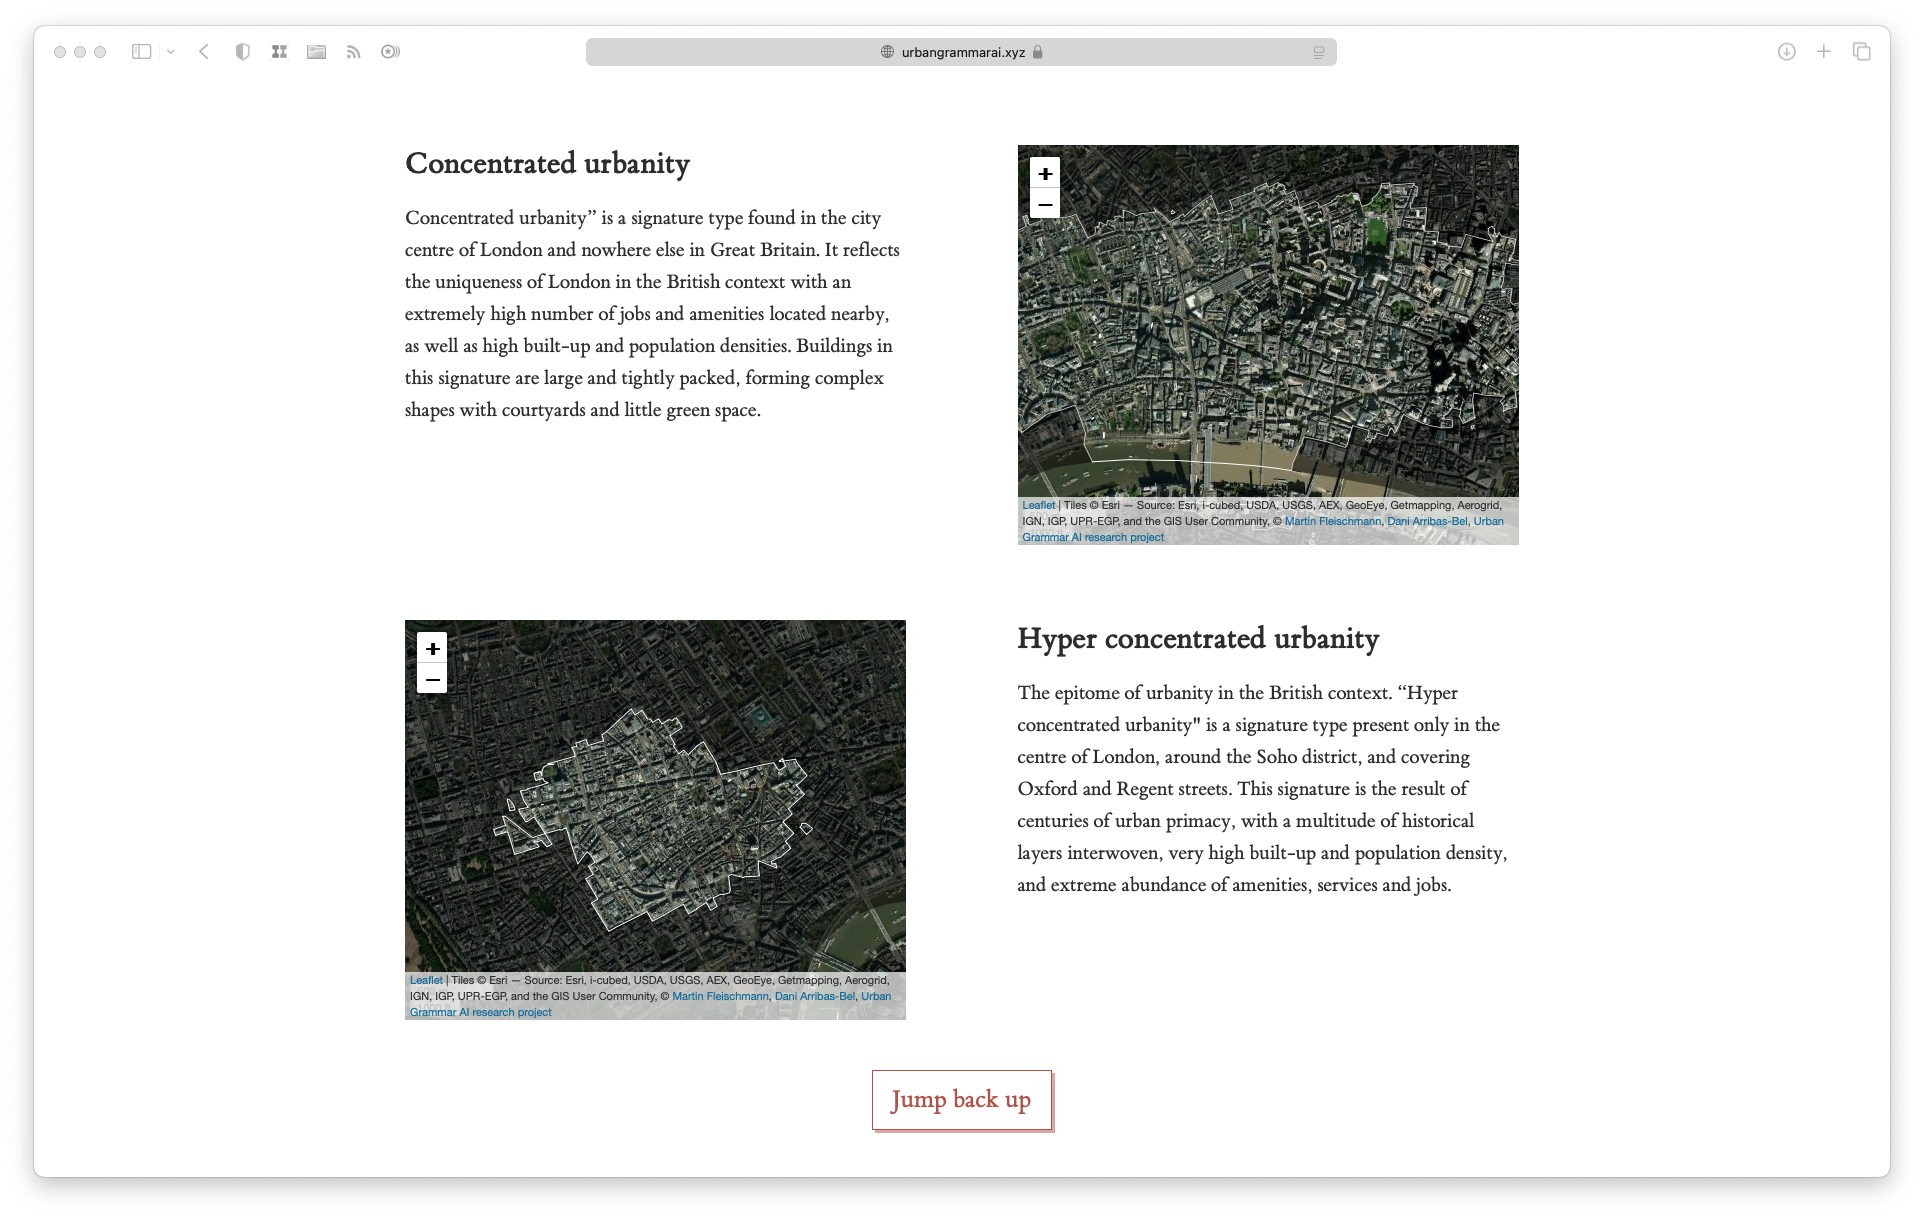 urbangrammarai.xyz
Concentrated urbanity
Concentrated urbanity” is a signature type found in the city
centre of London and nowhere else in Great Britain. It reflects
the uniqueness of London in the British context with an
extremely high number of jobs and amenities located nearby,
as well as high built-up and population densities. Buildings in
this signature are large and tightly packed, forming complex
shapes with courtyards and little green space.
+
−
Leaflet | Tiles © Esri — Source: Esri, i-cubed, USDA, USGS, AEX, GeoEye, Getmapping, Aerogrid,
IGN, IGP, UPR-EGP, and the GIS User Community, © Martin Fleischmann, Dani Arribas-Bel, Urban
Grammar AI research project
+
−
Leaflet | Tiles © Esri — Source: Esri, i-cubed, USDA, USGS, AEX, GeoEye, Getmapping, Aerogrid,
IGN, IGP, UPR-EGP, and the GIS User Community, © Martin Fleischmann, Dani Arribas-Bel, Urban
Grammar AI research project
Hyper concentrated urbanity
The epitome of urbanity in the British context. “Hyper
concentrated urbanity" is a signature type present only in the
centre of London, around the Soho district, and covering
Oxford and Regent streets. This signature is the result of
centuries of urban primacy, with a multitude of historical
layers interwoven, very high built-up and population density,
and extreme abundance of amenities, services and jobs.
Jump back up